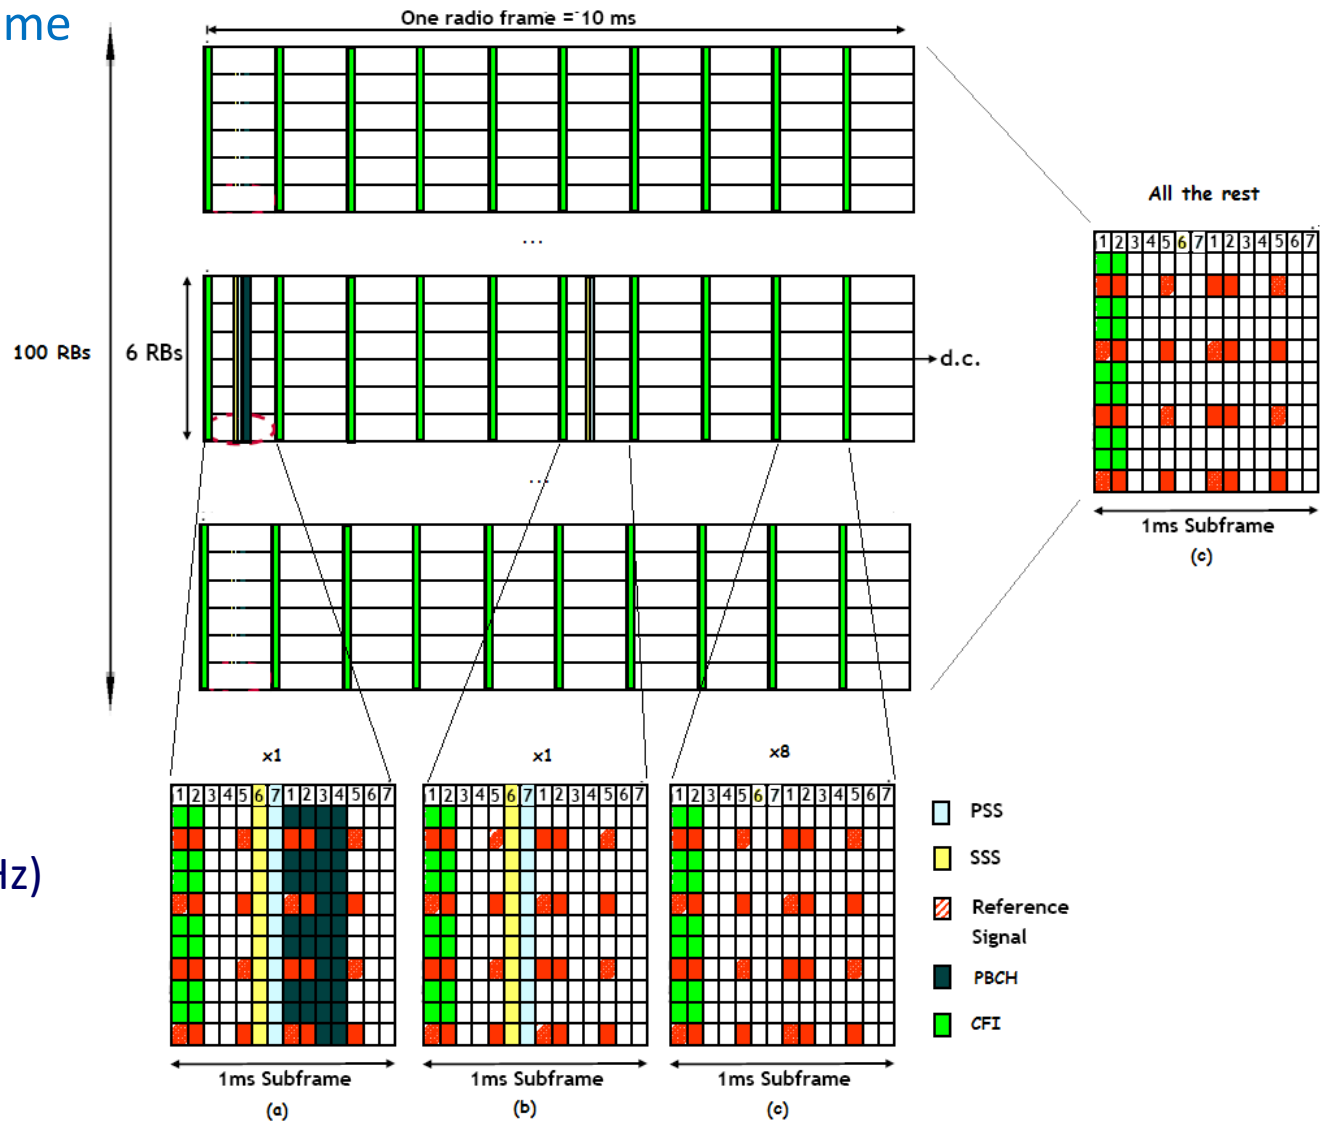 me
One radio frame = 10 ms
...
100 RBs
6 RBs
d.c.
...
All the rest
1 2 3 4 5 6 7 1 2 3 4 5 6 7
1ms Subframe
(c)
x1
x1
x8
1 2 3 4 5 6 7 1 2 3 4 5 6 7
1 2 3 4 5 6 7 1 2 3 4 5 6 7
1 2 3 4 5 6 7 1 2 3 4 5 6 7
1ms Subframe
(a)
1ms Subframe
(b)
1ms Subframe
(c)
PSS
SSS
Reference
Signal
PBCH
CFI
Hz)